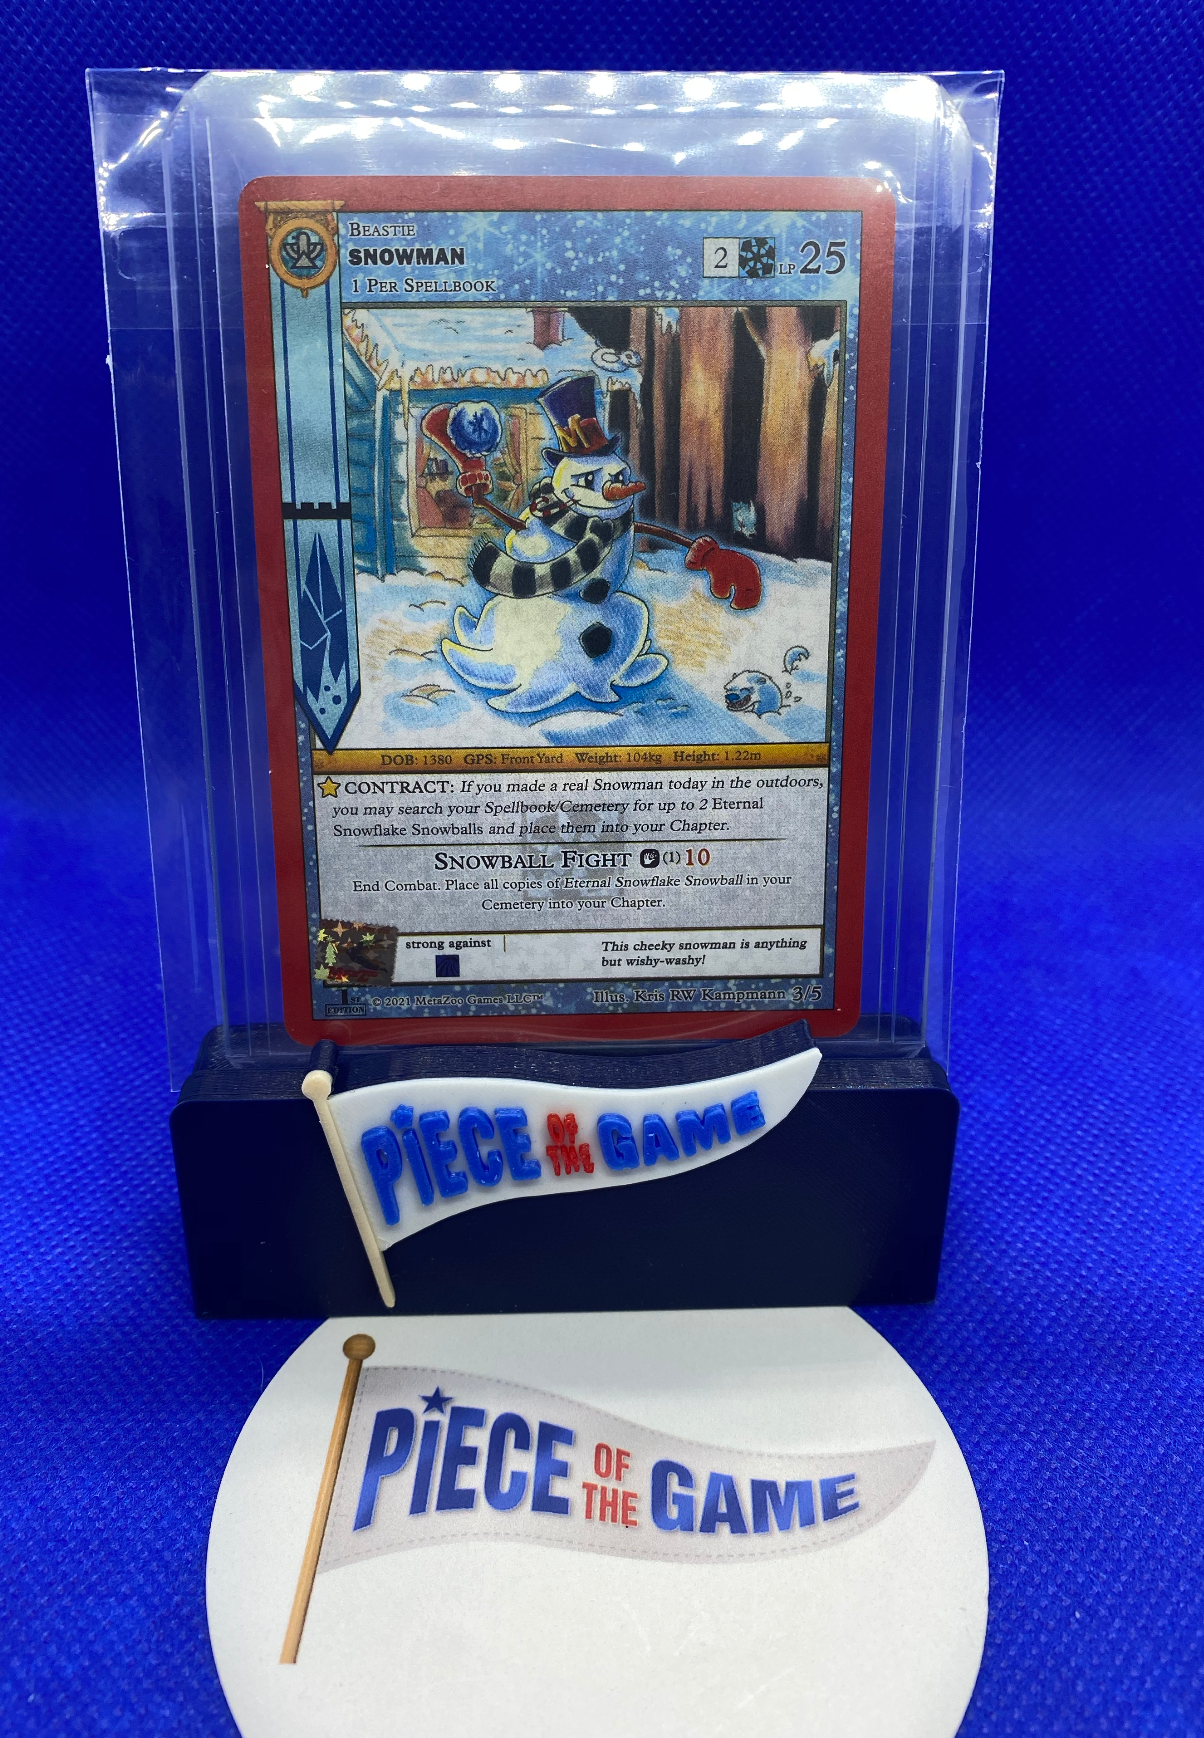 BEASTIE
SNOWMAN
1 PER SPELLBOOK
2 LP 25
M
DOB: 1380 GPS: Front Yard Weight: 104kg Height: 1.22m
CONTRACT: If you made a real Snowman today in the outdoors,
you may search your Spellbook/Cemetery for up to 2 Eternal
Snowflake Snowballs and place them into your Chapter.
SNOWBALL FIGHT (1) 10
End Combat. Place all copies of Eternal Snowflake Snowball in your
Cemetery into your Chapter.
strong against
This cheeky snowman is anything
but wishy-washy!
1ST
EDITION
© 2021 MetaZoo Games LLC™
Illus. Kris RW Kampmann 3/5
PiECE OF THE GAME
PiECE OF THE GAME